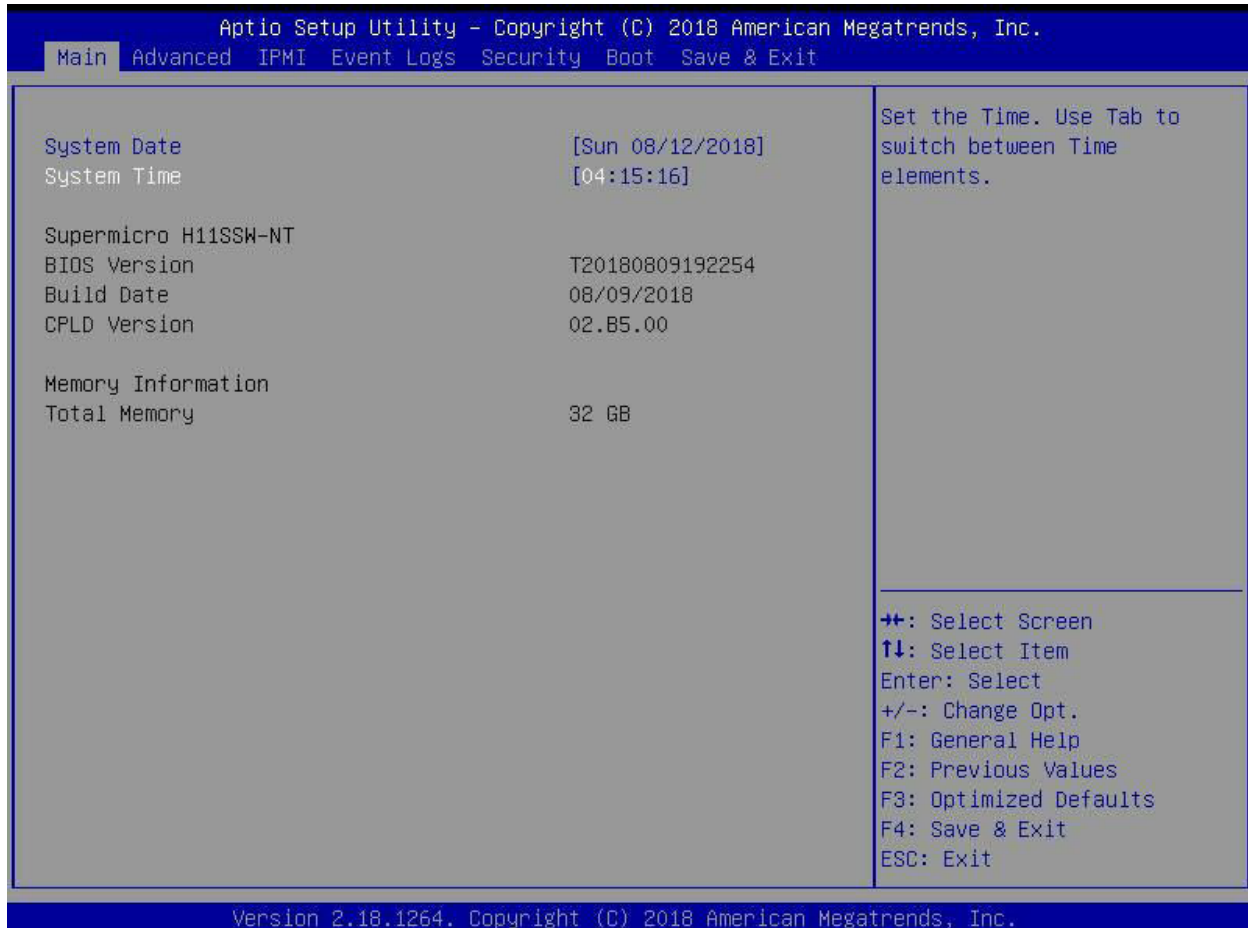 Aptio Setup Utility – Copyright (C) 2018 American Megatrends, Inc.
Main Advanced IPMI Event Logs Security Boot Save & Exit
System Date [Sun 08/12/2018]
System Time [04:15:16]
Supermicro H11SSW-NT
BIOS Version T20180809192254
Build Date 08/09/2018
CPLD Version 02.B5.00
Memory Information
Total Memory 32 GB
Set the Time. Use Tab to
switch between Time
elements.
→←: Select Screen
↑↓: Select Item
Enter: Select
+/-: Change Opt.
F1: General Help
F2: Previous Values
F3: Optimized Defaults
F4: Save & Exit
ESC: Exit
Version 2.18.1264. Copyright (C) 2018 American Megatrends, Inc.